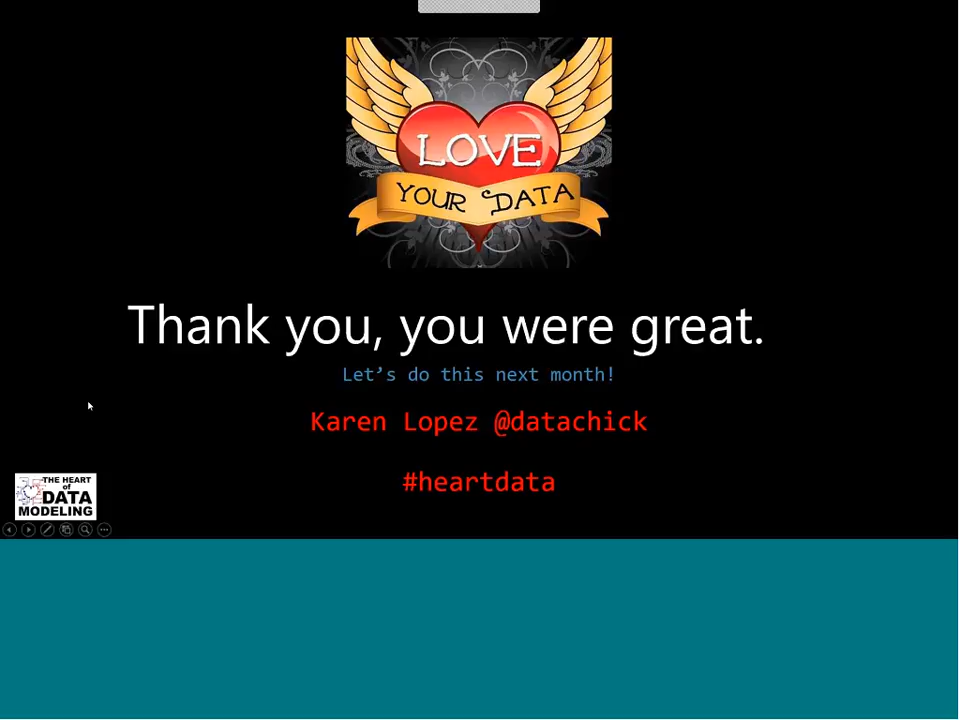 LOVE
YOUR DATA
Thank you, you were great.
Let’s do this next month!
Karen Lopez @datachick
#heartdata
THE HEART
of
DATA
MODELING